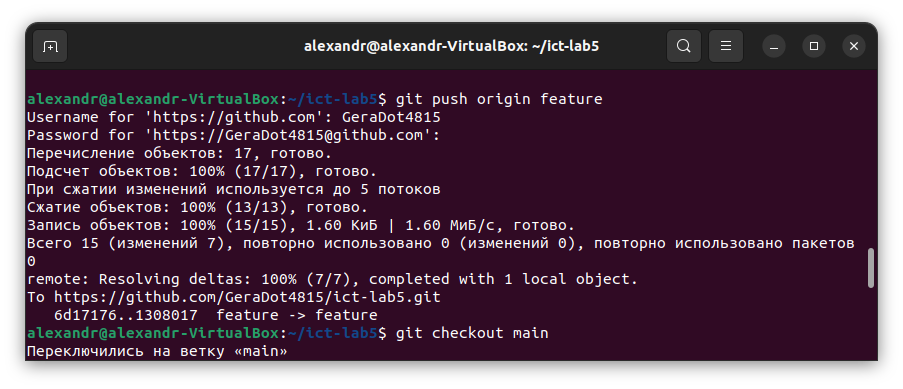 alexandr@alexandr-VirtualBox: ~/ict-lab5
alexandr@alexandr-VirtualBox:~/ict-lab5$ git push origin feature
Username for 'https://github.com': GeraDot4815
Password for 'https://GeraDot4815@github.com':
Перечисление объектов: 17, готово.
Подсчет объектов: 100% (17/17), готово.
При сжатии изменений используется до 5 потоков
Сжатие объектов: 100% (13/13), готово.
Запись объектов: 100% (15/15), 1.60 КиБ | 1.60 МиБ/с, готово.
Всего 15 (изменений 7), повторно использовано 0 (изменений 0), повторно использовано пакетов
0
remote: Resolving deltas: 100% (7/7), completed with 1 local object.
To https://github.com/GeraDot4815/ict-lab5.git
   6d17176..1308017  feature -> feature
alexandr@alexandr-VirtualBox:~/ict-lab5$ git checkout main
Переключились на ветку «main»